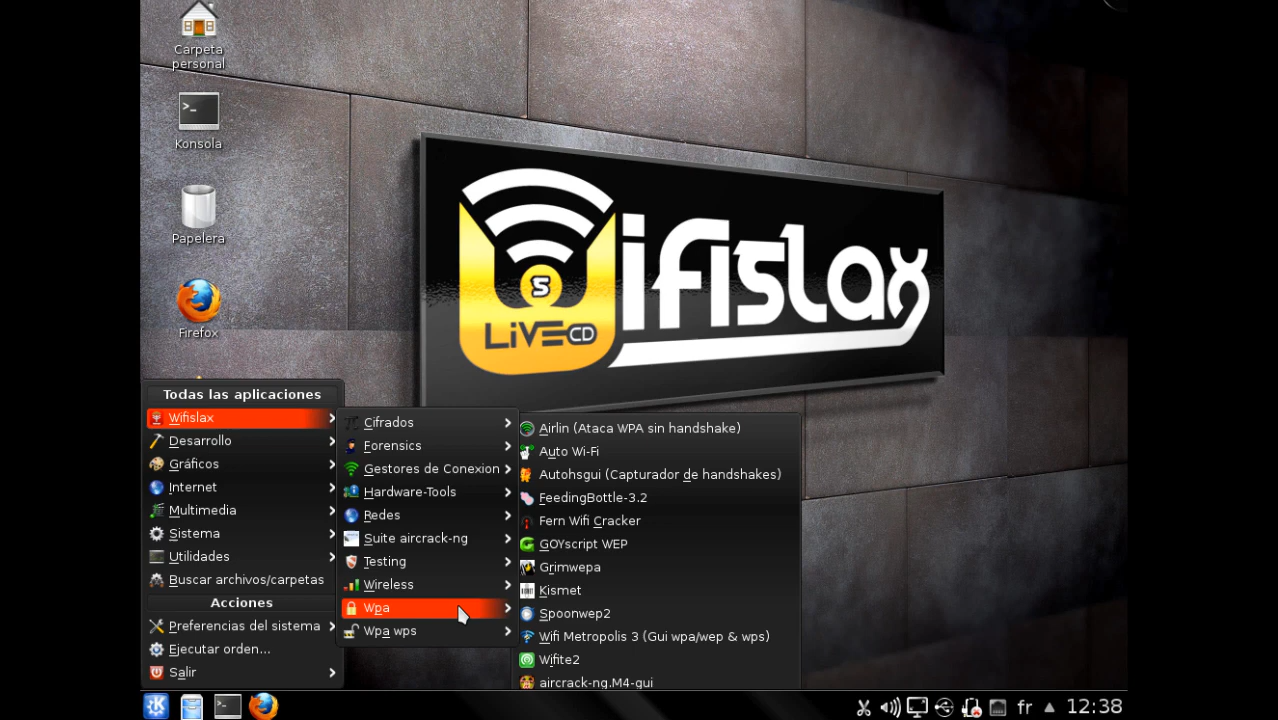 Carpeta
personal
Konsola
Papelera
Firefox
Wifislax
S
LiVE CD
Todas las aplicaciones
Wifislax
Desarrollo
Gráficos
Internet
Multimedia
Sistema
Utilidades
Buscar archivos/carpetas
Acciones
Preferencias del sistema
Ejecutar orden...
Salir
Cifrados
Forensics
Gestores de Conexion
Hardware-Tools
Redes
Suite aircrack-ng
Testing
Wireless
Wpa
Wpa wps
Airlin (Ataca WPA sin handshake)
Auto Wi-Fi
Autohsgui (Capturador de handshakes)
FeedingBottle-3.2
Fern Wifi Cracker
GOYscript WEP
Grimwepa
Kismet
Spoonwep2
Wifi Metropolis 3 (Gui wpa/wep & wps)
Wifite2
aircrack-ng.M4-gui
fr
12:38